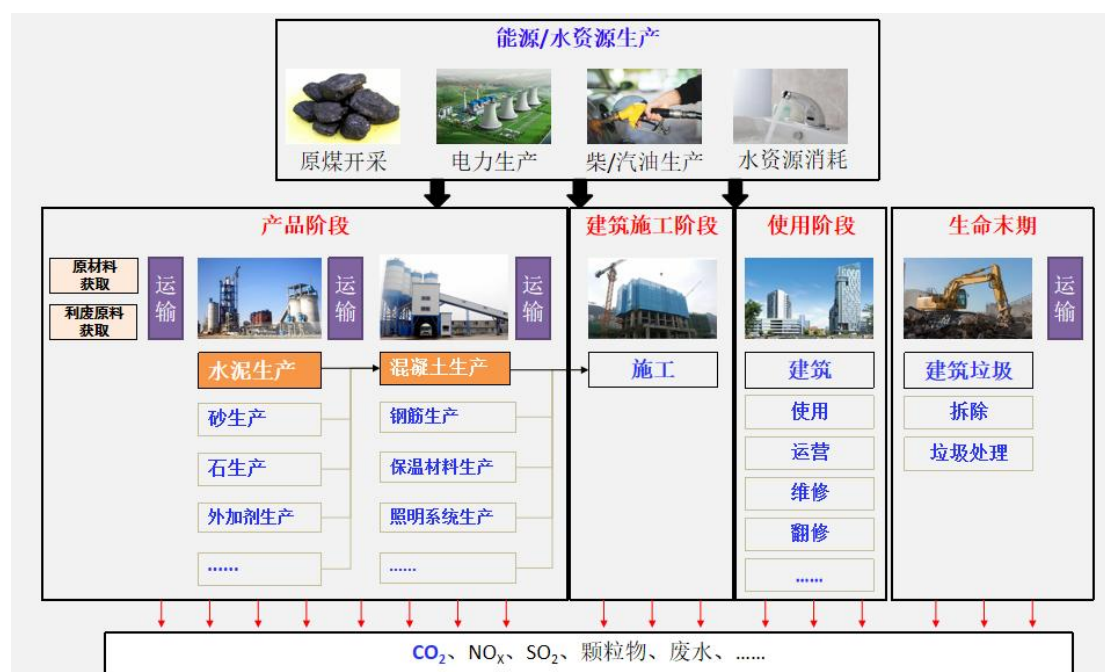 能源/水资源生产
原煤开采
电力生产
柴/汽油生产
水资源消耗
产品阶段
原材料
获取
利废原料
获取
运
输
水泥生产
砂生产
石生产
外加剂生产
……
运
输
混凝土生产
钢筋生产
保温材料生产
照明系统生产
……
运
输
建筑施工阶段
施工
使用阶段
建筑
使用
运营
维修
翻修
……
生命末期
建筑垃圾
拆除
垃圾处理
运
输
CO₂、NOₓ、SO₂、颗粒物、废水、……